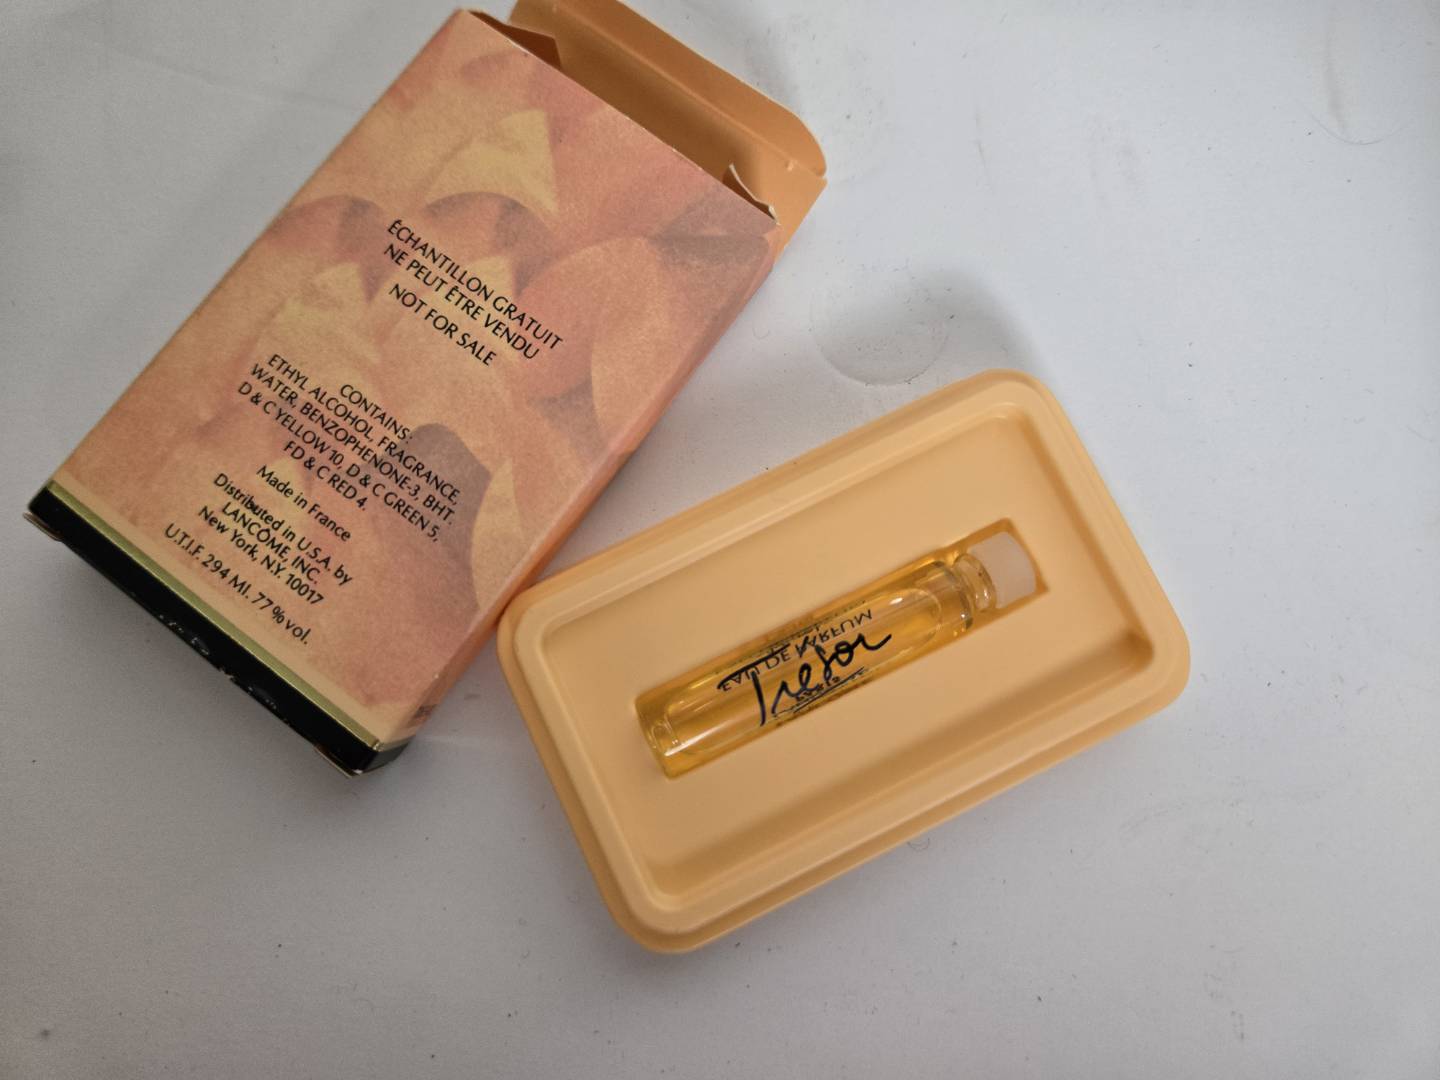 ÉCHANTILLON GRATUIT
NE PEUT ÊTRE VENDU
NOT FOR SALE
CONTAINS:
ETHYL ALCOHOL, FRAGRANCE,
WATER, BENZOPHENONE-3, BHT.
D & C YELLOW 10, D & C GREEN 5,
FD & C RED 4.
Made in France
Distributed in U.S.A. by
LANCÔME, INC.
New York, N.Y. 10017
U.T.I.F. 294 Ml. 77 % vol.
Trésor
EAU DE PARFUM